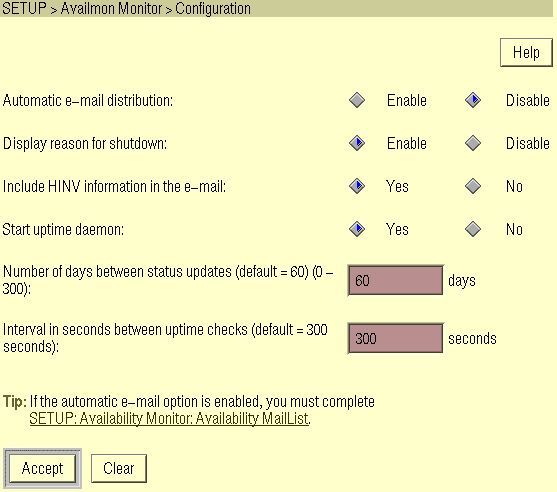 SETUP > Availmon Monitor > Configuration
Help
Automatic e–mail distribution: Enable Disable
Display reason for shutdown: Enable Disable
Include HINV information in the e–mail: Yes No
Start uptime daemon: Yes No
Number of days between status updates (default = 60) (0 –
300): 60 days
Interval in seconds between uptime checks (default = 300
seconds): 300 seconds
Tip: If the automatic e–mail option is enabled, you must complete
SETUP: Availability Monitor: Availability MailList.
Accept Clear